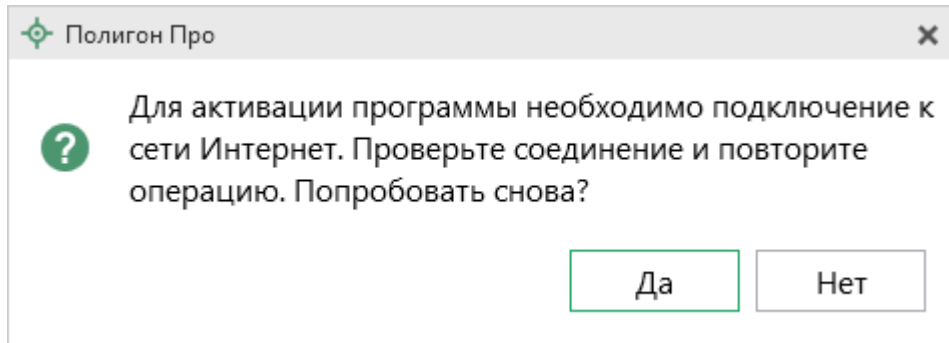 Полигон Про
Для активации программы необходимо подключение к
сети Интернет. Проверьте соединение и повторите
операцию. Попробовать снова?
Да Нет